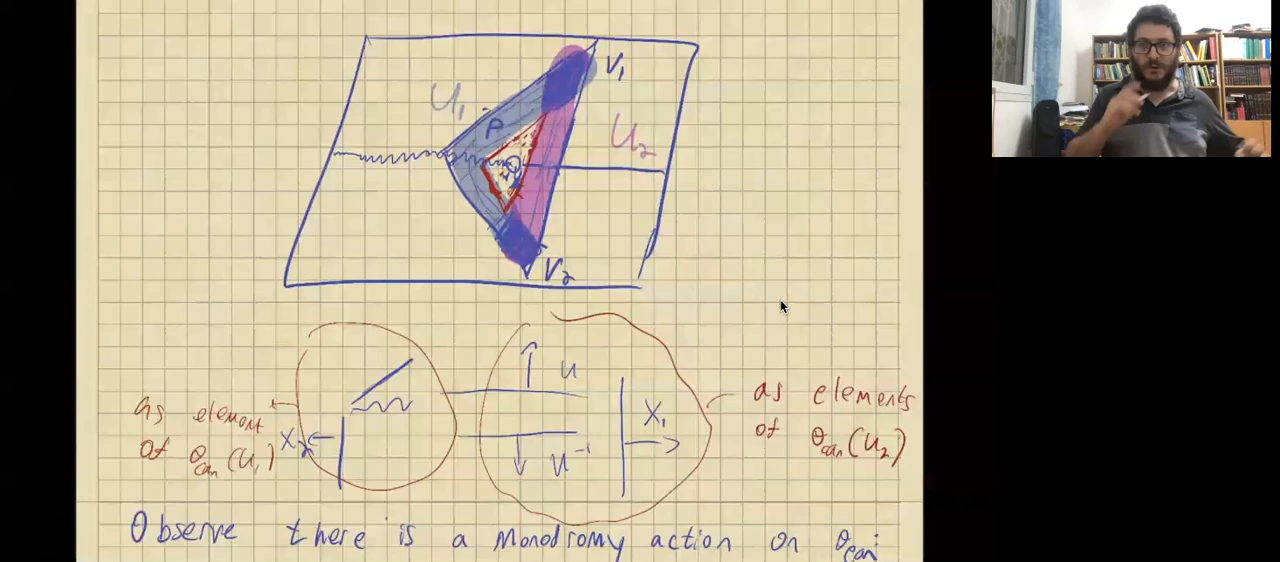 V₁
U₁
P
U₂
V₂
u
as elements
as element
X₁
of θcan(U₂)
of θcan(U₁)
X₂
u⁻¹
Observe there is a monodromy action on θcan